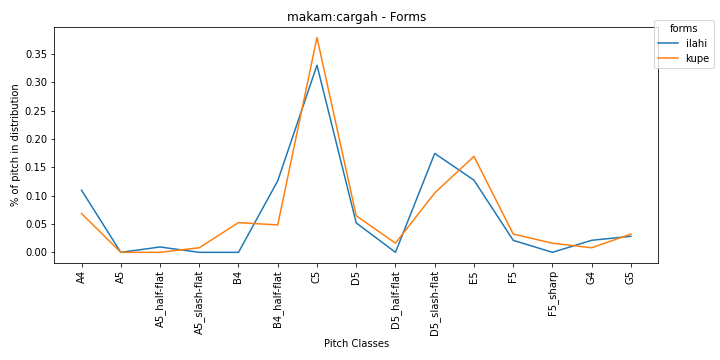 makam:cargah - Forms
forms
ilahi
kupe
% of pitch in distribution
0.35
0.30
0.25
0.20
0.15
0.10
0.05
0.00
A4
A5
A5_half-flat
A5_slash-flat
B4
B4_half-flat
C5
D5
D5_half-flat
D5_slash-flat
E5
F5
F5_sharp
G4
G5
Pitch Classes